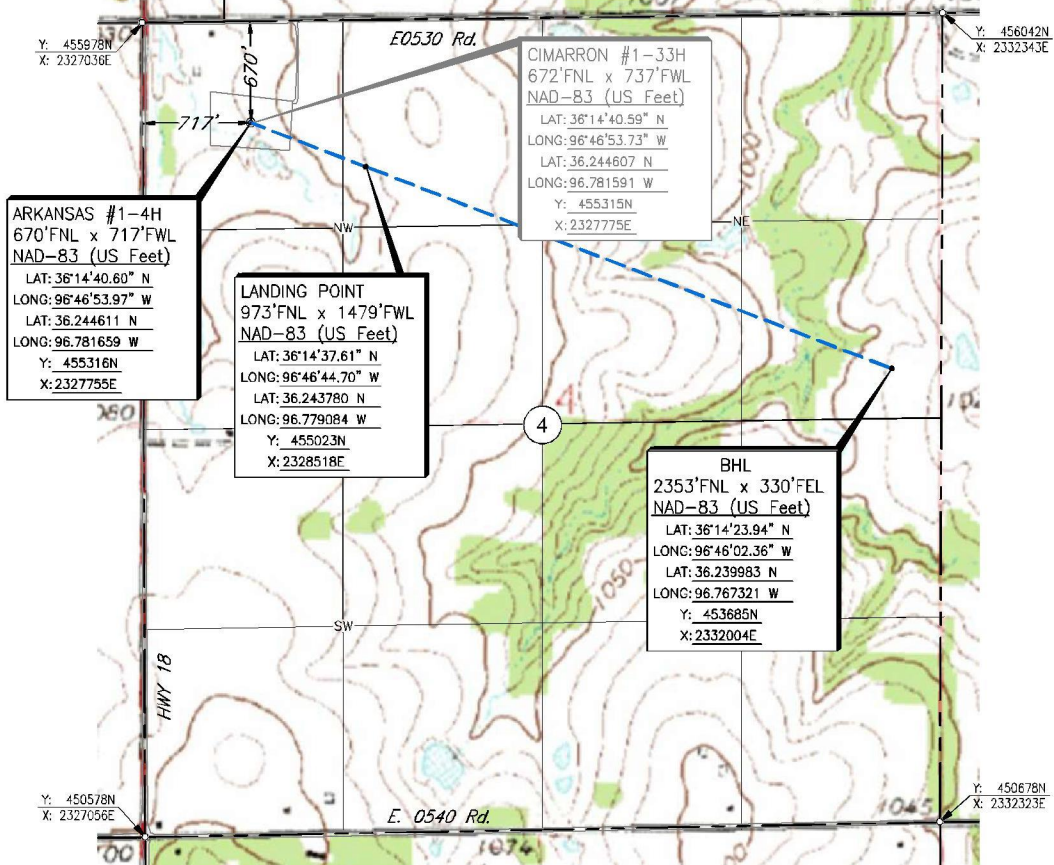 Y: 455978N
X: 2327036E
E0530 Rd.
Y: 456042N
X: 2332343E
670'
717'
CIMARRON #1-33H
672'FNL x 737'FWL
NAD-83 (US Feet)
LAT: 36°14'40.59" N
LONG: 96°46'53.73" W
LAT: 36.244607 N
LONG: 96.781591 W
Y: 455315N
X: 2327775E
ARKANSAS #1-4H
670'FNL x 717'FWL
NAD-83 (US Feet)
LAT: 36°14'40.60" N
LONG: 96°46'53.97" W
LAT: 36.244611 N
LONG: 96.781659 W
Y: 455316N
X: 2327755E
NW
NE
LANDING POINT
973'FNL x 1479'FWL
NAD-83 (US Feet)
LAT: 36°14'37.61" N
LONG: 96°46'44.70" W
LAT: 36.243780 N
LONG: 96.779084 W
Y: 455023N
X: 2328518E
4
4
BHL
2353'FNL x 330'FEL
NAD-83 (US Feet)
LAT: 36°14'23.94" N
LONG: 96°46'02.36" W
LAT: 36.239983 N
LONG: 96.767321 W
Y: 453685N
X: 2332004E
1050
SW
HWY 18
Y: 450578N
X: 2327056E
E. 0540 Rd.
1074
1045
Y: 450678N
X: 2332323E